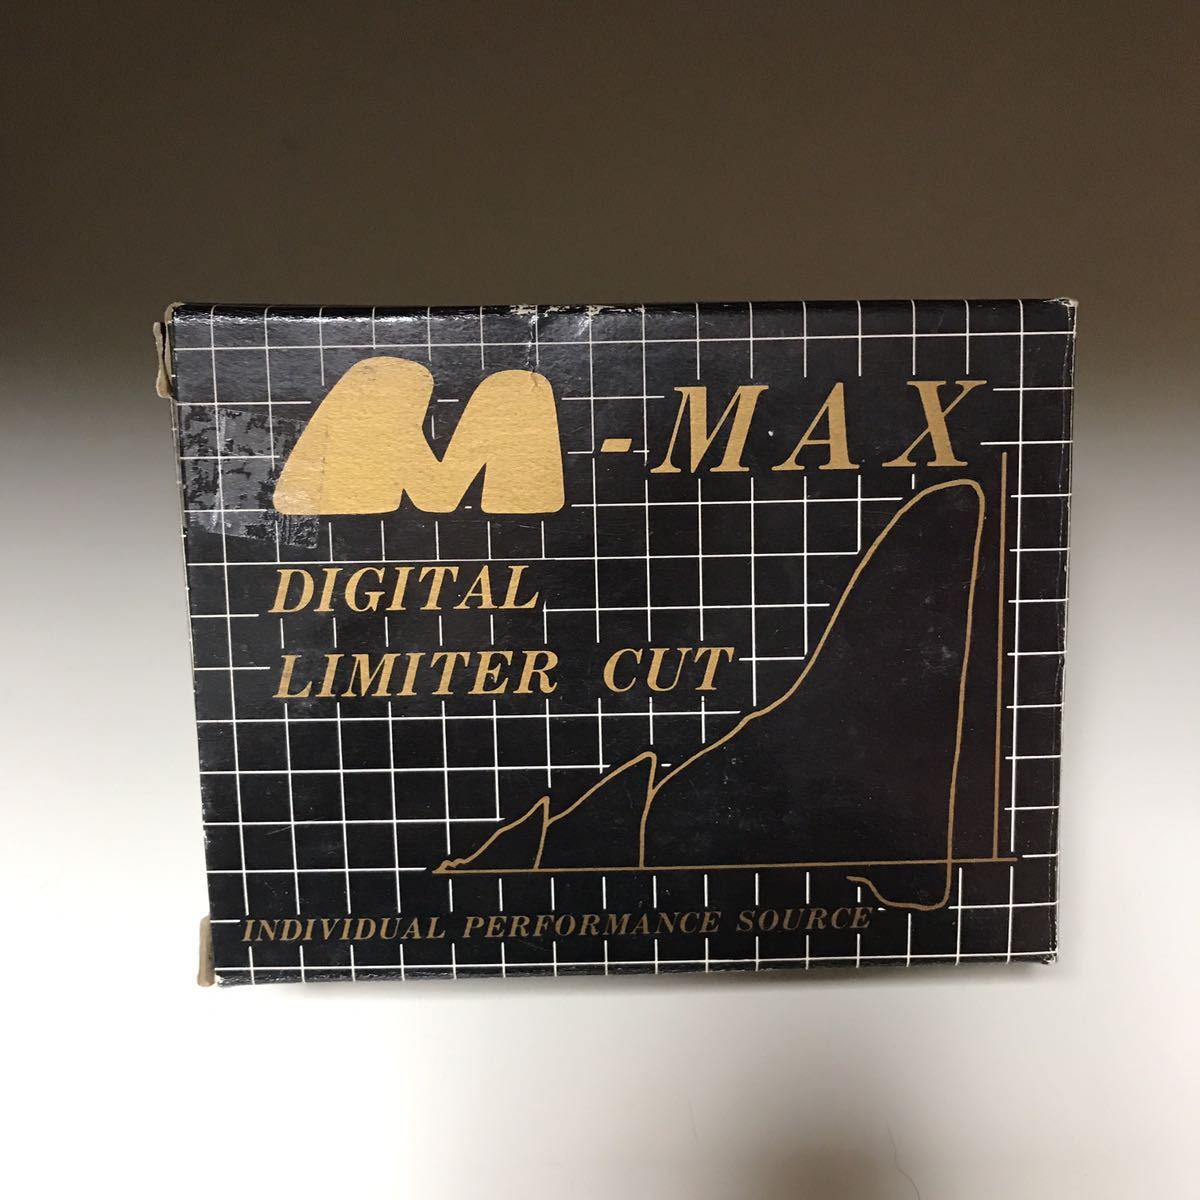 M-MAX
DIGITAL
LIMITER CUT
INDIVIDUAL PERFORMANCE SOURCE